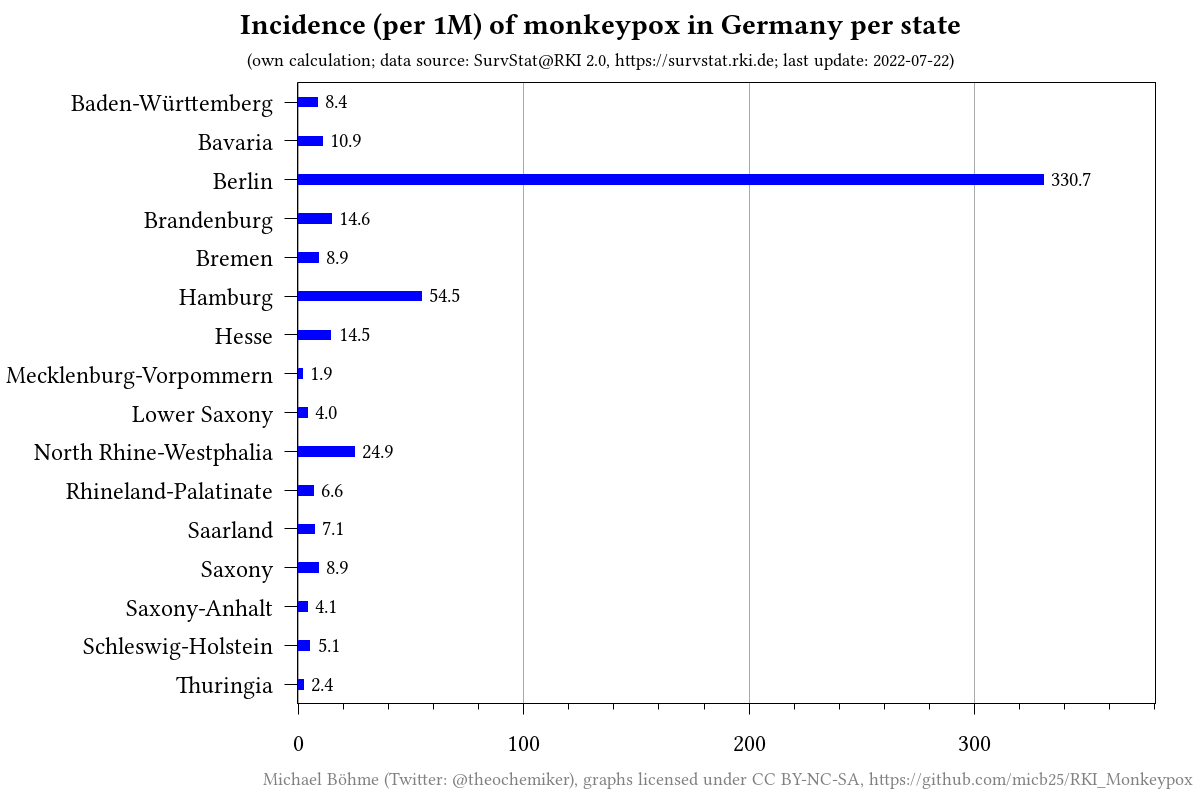 Incidence (per 1M) of monkeypox in Germany per state
(own calculation; data source: SurvStat@RKI 2.0, https://survstat.rki.de; last update: 2022-07-22)
Baden-Württemberg 8.4
Bavaria 10.9
Berlin 330.7
Brandenburg 14.6
Bremen 8.9
Hamburg 54.5
Hesse 14.5
Mecklenburg-Vorpommern 1.9
Lower Saxony 4.0
North Rhine-Westphalia 24.9
Rhineland-Palatinate 6.6
Saarland 7.1
Saxony 8.9
Saxony-Anhalt 4.1
Schleswig-Holstein 5.1
Thuringia 2.4
0 100 200 300
Michael Böhme (Twitter: @theochemiker), graphs licensed under CC BY-NC-SA, https://github.com/micb25/RKI_Monkeypox